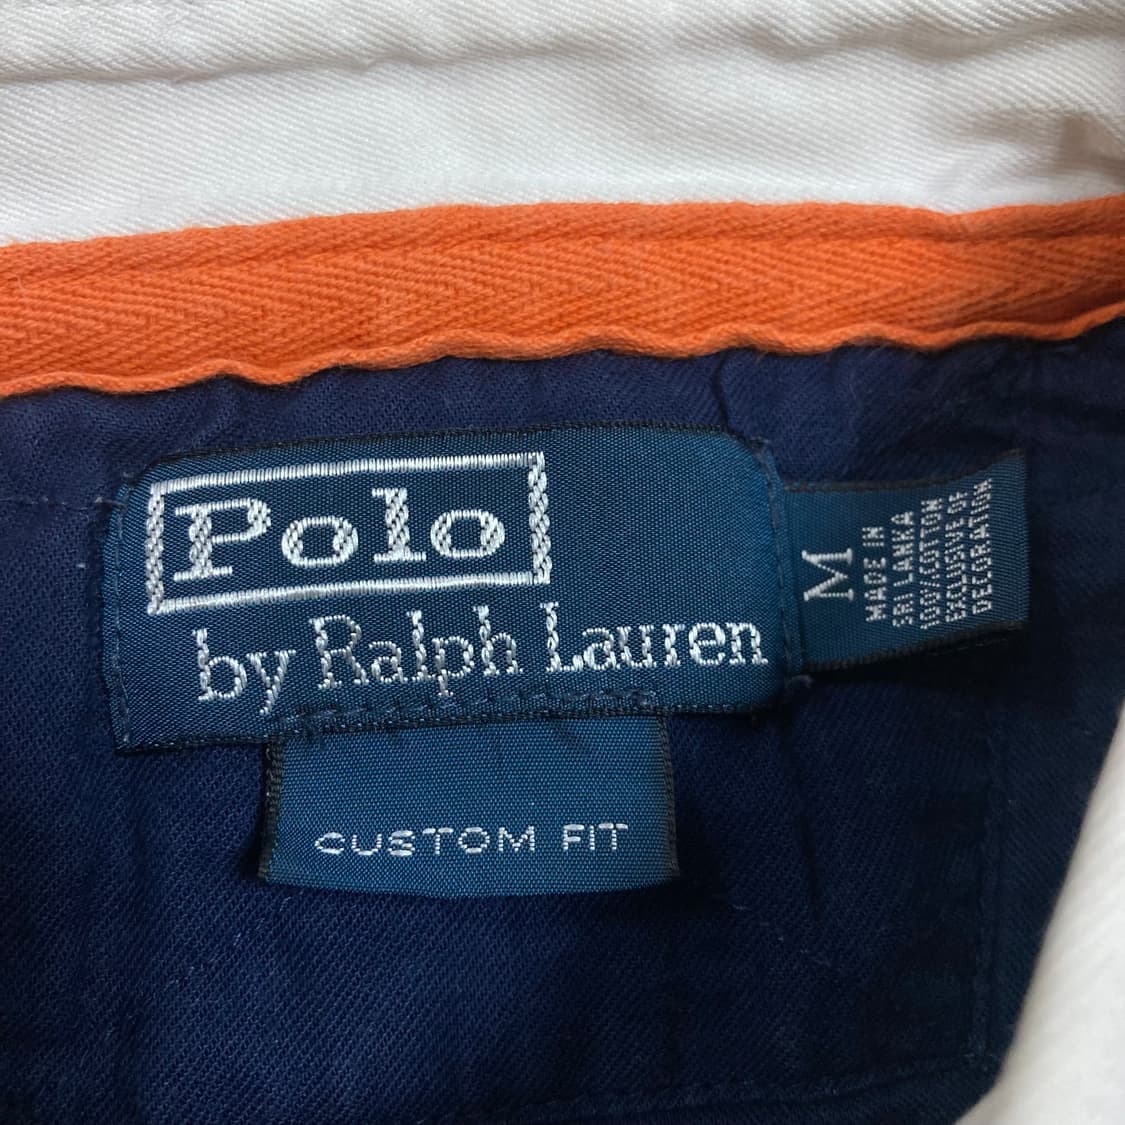 Polo
by Ralph Lauren
CUSTOM FIT
M
MADE IN
SRI LANKA
100%COTTON
EXCLUSIVE OF
DECORATION